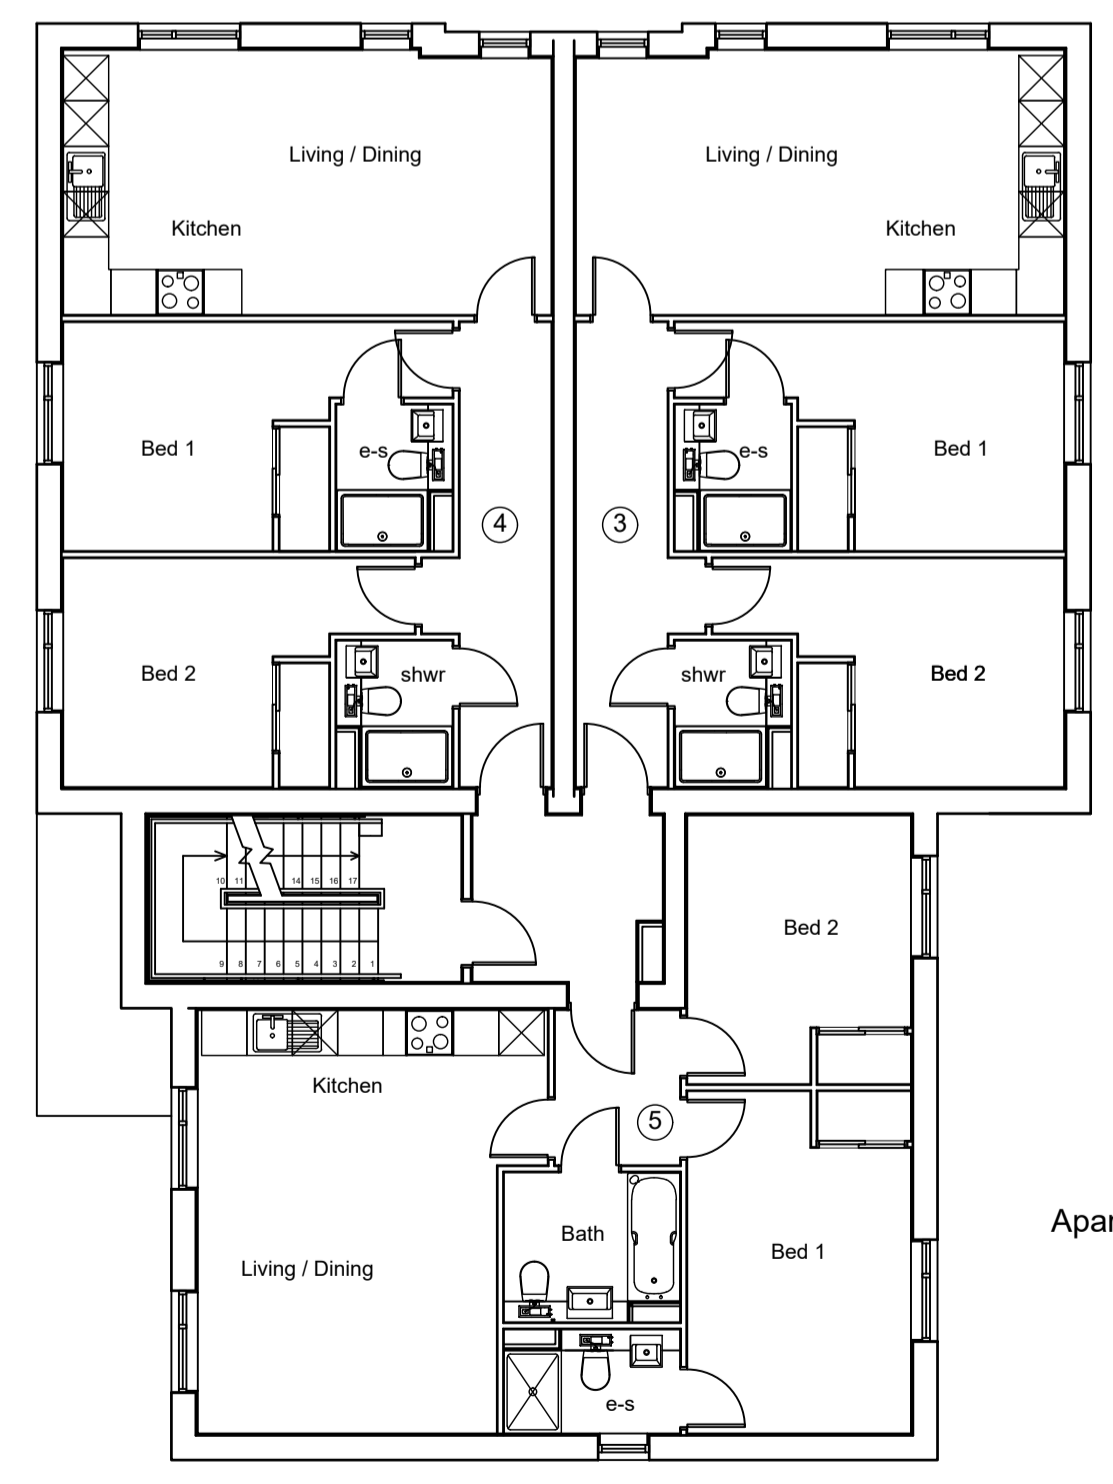 Living / Dining
Living / Dining
Kitchen
Kitchen
Bed 1
e-s
e-s
Bed 1
4
3
Bed 2
shwr
shwr
Bed 2
10 11 14 15 16 17
Bed 2
9 8 7 6 5 4 3 2 1
Kitchen
5
Apar
Bath
Bed 1
Living / Dining
e-s